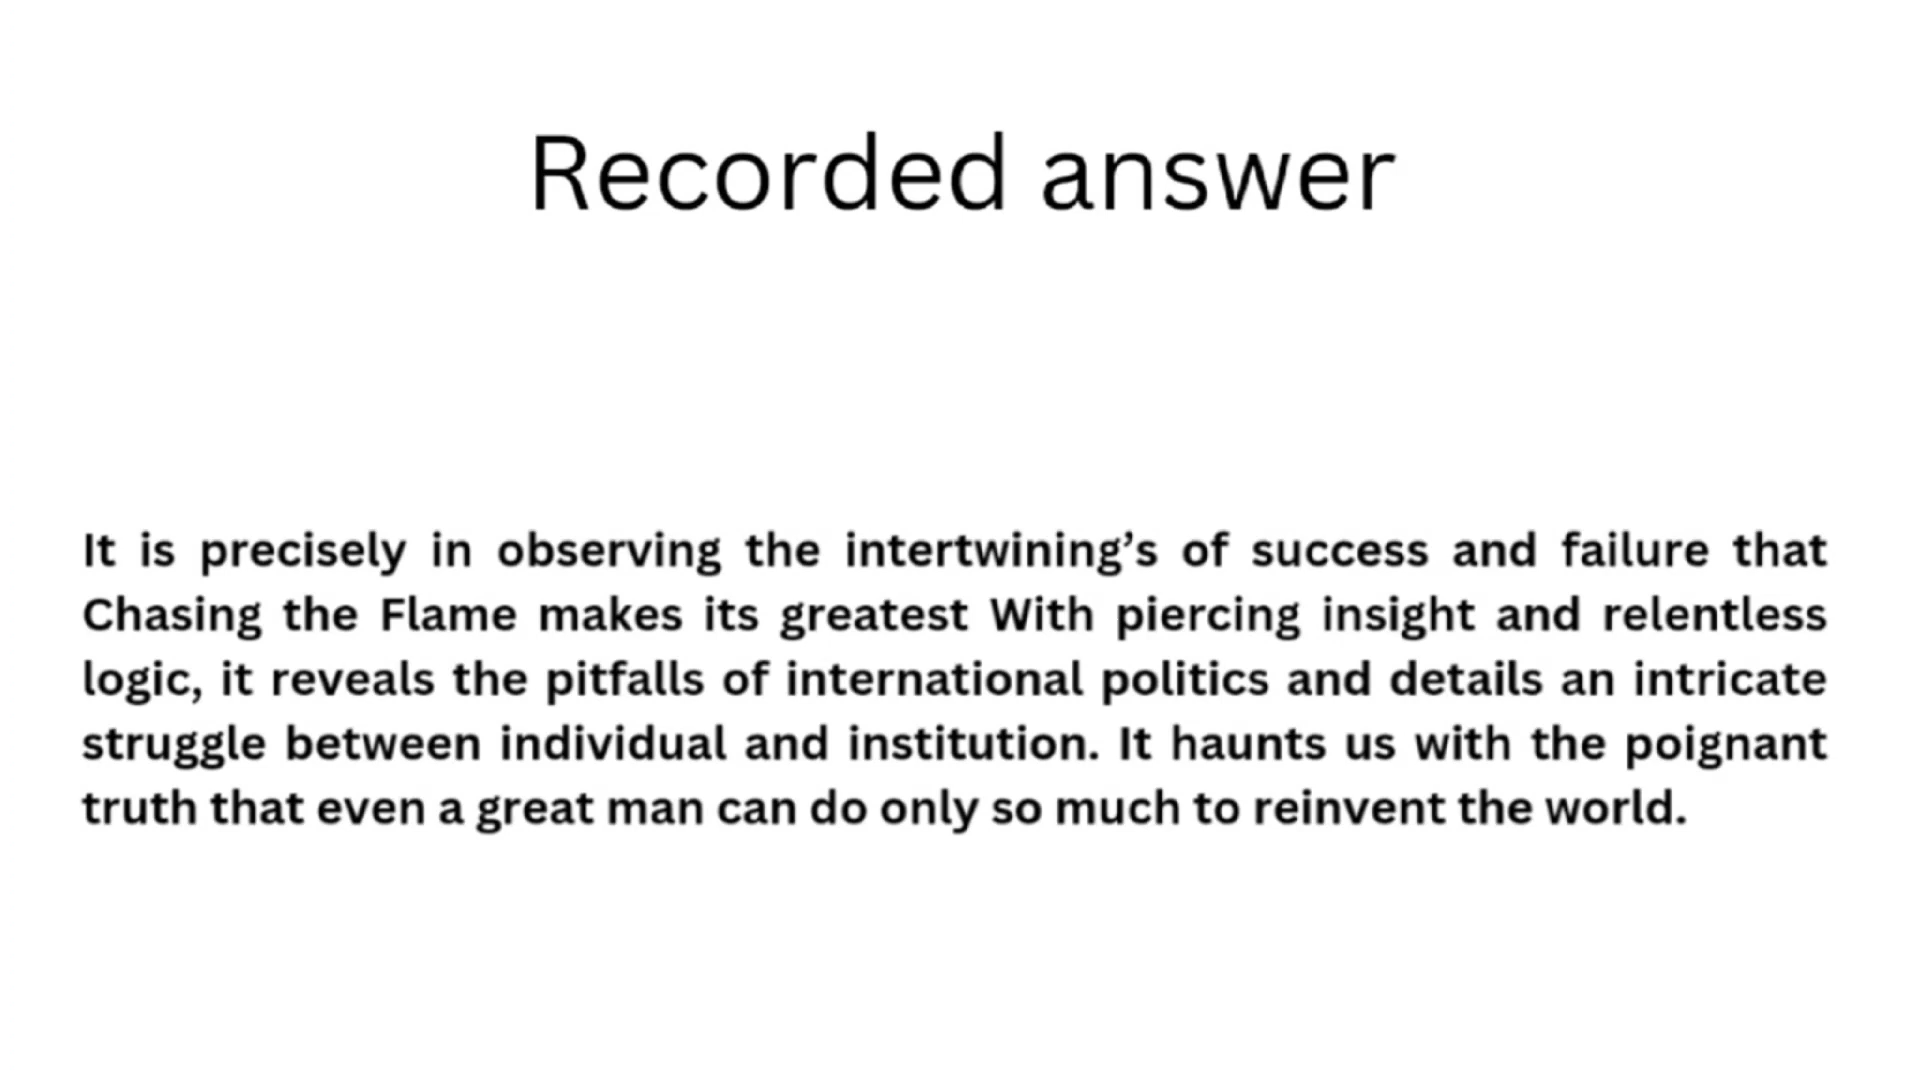 Recorded answer
It is precisely in observing the intertwining’s of success and failure that
Chasing the Flame makes its greatest With piercing insight and relentless
logic, it reveals the pitfalls of international politics and details an intricate
struggle between individual and institution. It haunts us with the poignant
truth that even a great man can do only so much to reinvent the world.